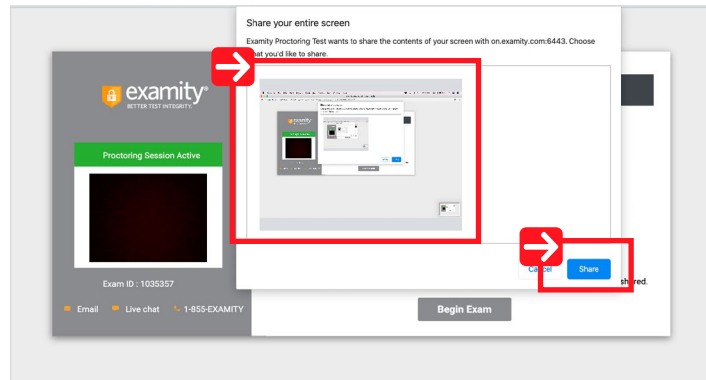 Share your entire screen
Examity Proctoring Test wants to share the contents of your screen with on.examity.com:6443. Choose
what you'd like to share.
examity®
BETTER TEST INTEGRITY.
Proctoring Session Active
Exam ID : 1035357
Email Live chat 1-855-EXAMITY
Cancel Share
shared.
Begin Exam